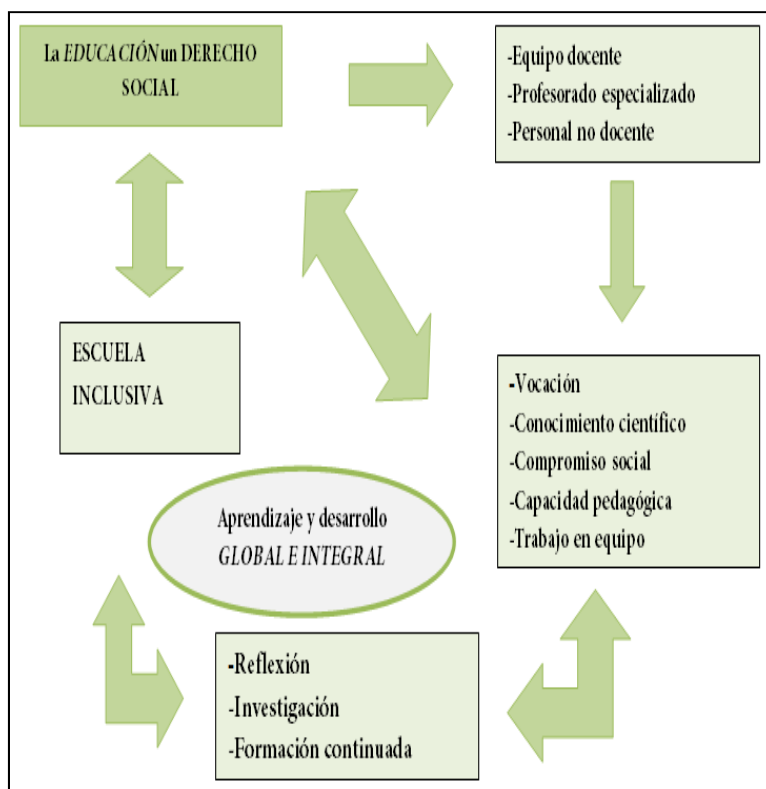 La EDUCACIÓN un DERECHO
SOCIAL
-Equipo docente
-Profesorado especializado
-Personal no docente
ESCUELA
INCLUSIVA
-Vocación
-Conocimiento científico
-Compromiso social
-Capacidad pedagógica
-Trabajo en equipo
Aprendizaje y desarrollo
GLOBAL E INTEGRAL
-Reflexión
-Investigación
-Formación continuada